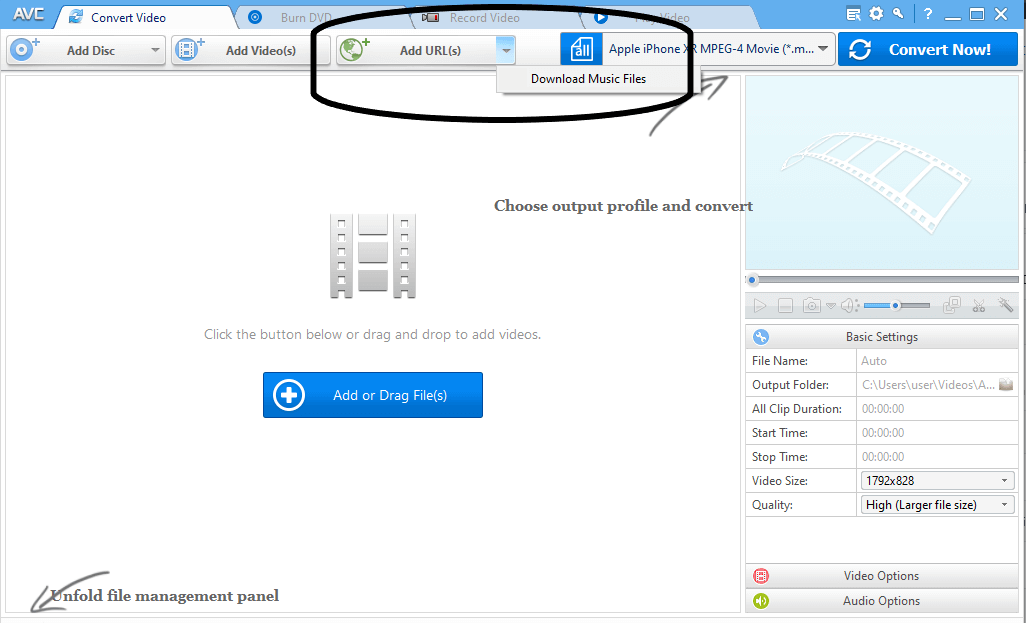 AVC
Convert Video
Burn DVD
Record Video
Play Video
?
Add Disc
Add Video(s)
Add URL(s)
Apple iPhone XR MPEG-4 Movie (*.m...
Convert Now!
Download Music Files
Choose output profile and convert
Click the button below or drag and drop to add videos.
Add or Drag File(s)
Unfold file management panel
Basic Settings
File Name: Auto
Output Folder: C:\Users\user\Videos\A...
All Clip Duration: 00:00:00
Start Time: 00:00:00
Stop Time: 00:00:00
Video Size: 1792x828
Quality: High (Larger file size)
Video Options
Audio Options